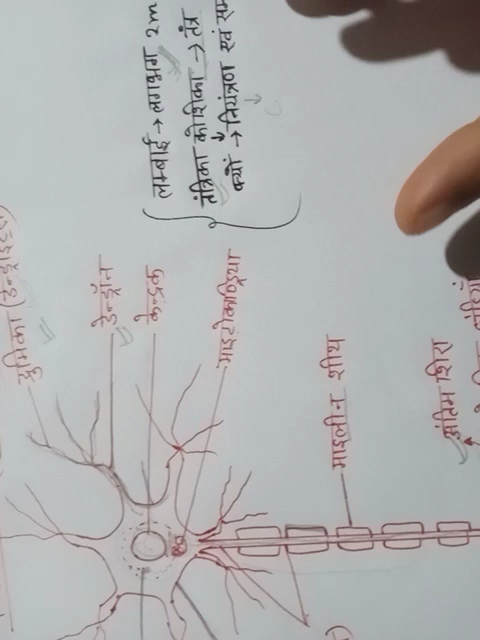 लम्बाई → लगभग 2m
तंत्रिका कोशिका → तंत्र
क्यों → नियंत्रण एवं
द्रुमिका (डेन्ड्राइट्स)
डेन्ड्रॉन
केन्द्रक
माइटोकाण्ड्रिया
माइलीन शीथ
अंतिम शिरा